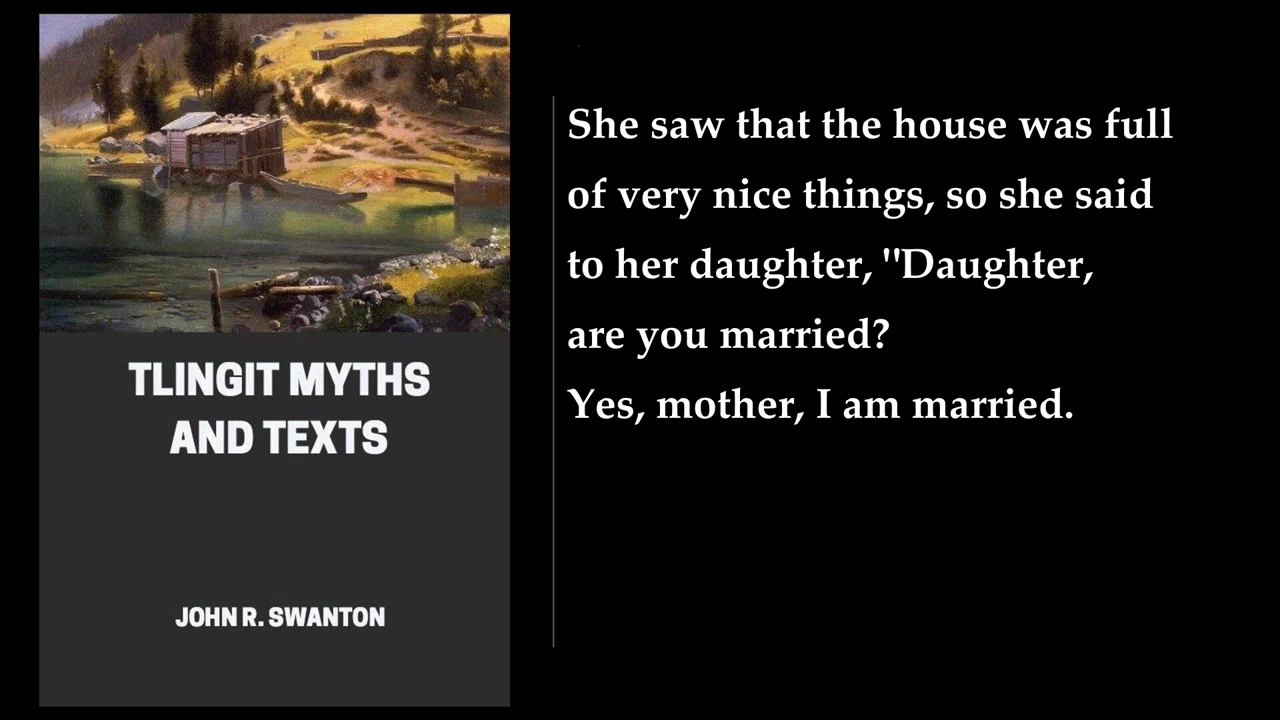 TLINGIT MYTHS
AND TEXTS
JOHN R. SWANTON
She saw that the house was full
of very nice things, so she said
to her daughter, "Daughter,
are you married?
Yes, mother, I am married.